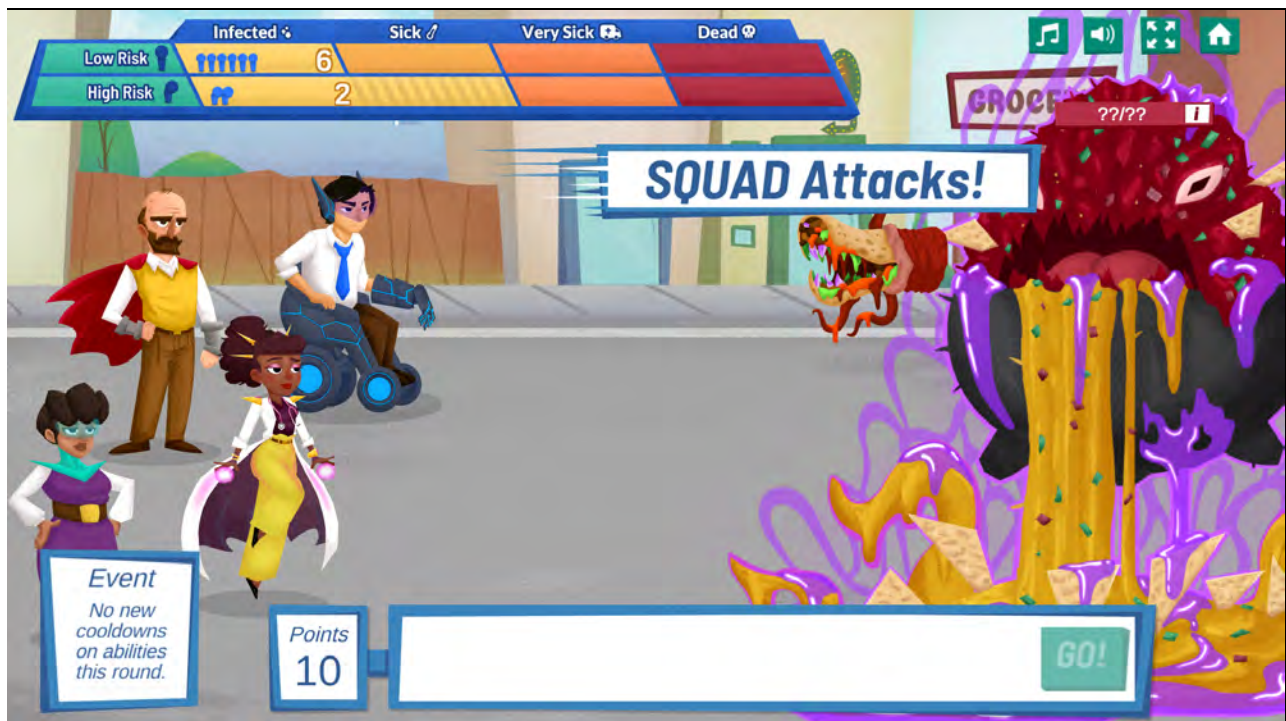 Infected Sick Very Sick Dead
Low Risk 6
High Risk 2
GROCE
??/?? i
SQUAD Attacks!
Event
No new
cooldowns
on abilities
this round.
Points
10
GO!